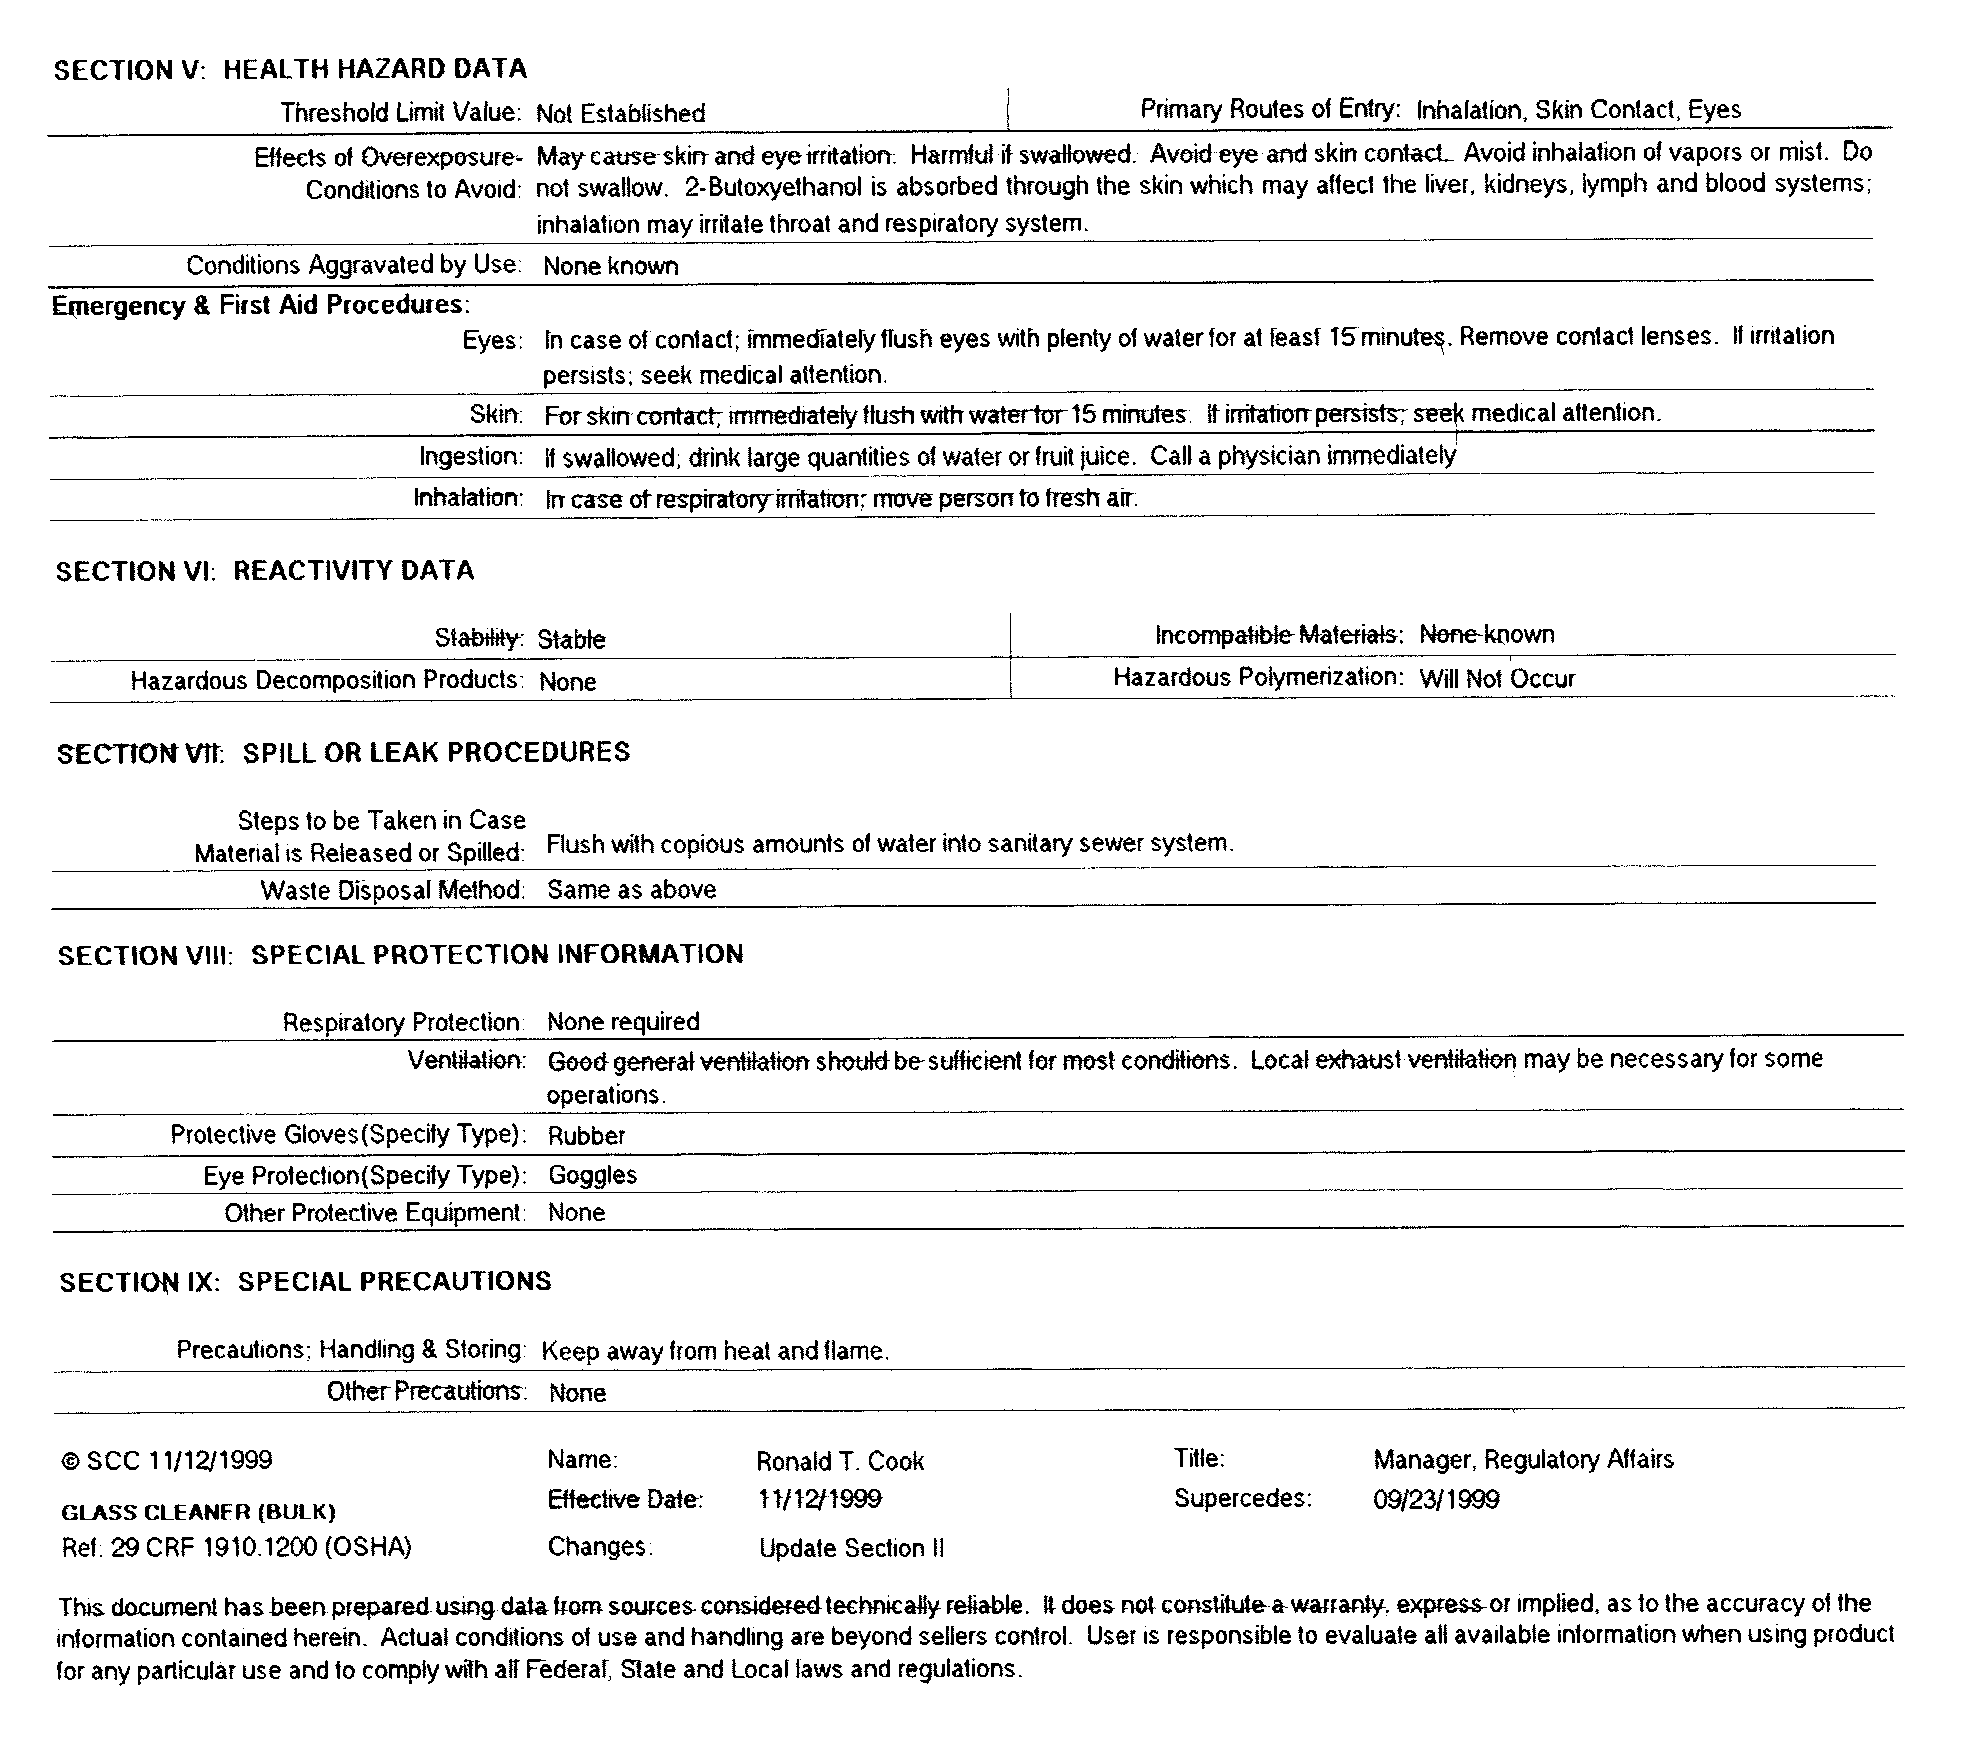 SECTION V: HEALTH HAZARD DATA
Threshold Limit Value: Not Established Primary Routes of Entry: Inhalation, Skin Contact, Eyes
Effects of Overexposure- May cause skin and eye irritation. Harmful if swallowed. Avoid eye and skin contact. Avoid inhalation of vapors or mist. Do
Conditions to Avoid: not swallow. 2-Butoxyethanol is absorbed through the skin which may affect the liver, kidneys, lymph and blood systems;
inhalation may irritate throat and respiratory system.
Conditions Aggravated by Use: None known
Emergency & First Aid Procedures:
Eyes: In case of contact; immediately flush eyes with plenty of water for at least 15 minutes. Remove contact lenses. If irritation
persists; seek medical attention.
Skin: For skin contact; immediately flush with water for 15 minutes. If irritation persists; seek medical attention.
Ingestion: If swallowed; drink large quantities of water or fruit juice. Call a physician immediately
Inhalation: In case of respiratory irritation; move person to fresh air.
SECTION VI: REACTIVITY DATA
Stability: Stable Incompatible Materials: None known
Hazardous Decomposition Products: None Hazardous Polymerization: Will Not Occur
SECTION VII: SPILL OR LEAK PROCEDURES
Steps to be Taken in Case
Material is Released or Spilled: Flush with copious amounts of water into sanitary sewer system.
Waste Disposal Method: Same as above
SECTION VIII: SPECIAL PROTECTION INFORMATION
Respiratory Protection: None required
Ventilation: Good general ventilation should be sufficient for most conditions. Local exhaust ventilation may be necessary for some
operations.
Protective Gloves(Specify Type): Rubber
Eye Protection(Specify Type): Goggles
Other Protective Equipment: None
SECTION IX: SPECIAL PRECAUTIONS
Precautions; Handling & Storing: Keep away from heat and flame.
Other Precautions: None
© SCC 11/12/1999 Name: Ronald T. Cook Title: Manager, Regulatory Affairs
Effective Date: 11/12/1999 Supercedes: 09/23/1999
GLASS CLEANER (BULK)
Ref: 29 CRF 1910.1200 (OSHA) Changes: Update Section II
This document has been prepared using data from sources considered technically reliable. It does not constitute a warranty, express or implied, as to the accuracy of the
information contained herein. Actual conditions of use and handling are beyond sellers control. User is responsible to evaluate all available information when using product
for any particular use and to comply with all Federal, State and Local laws and regulations.